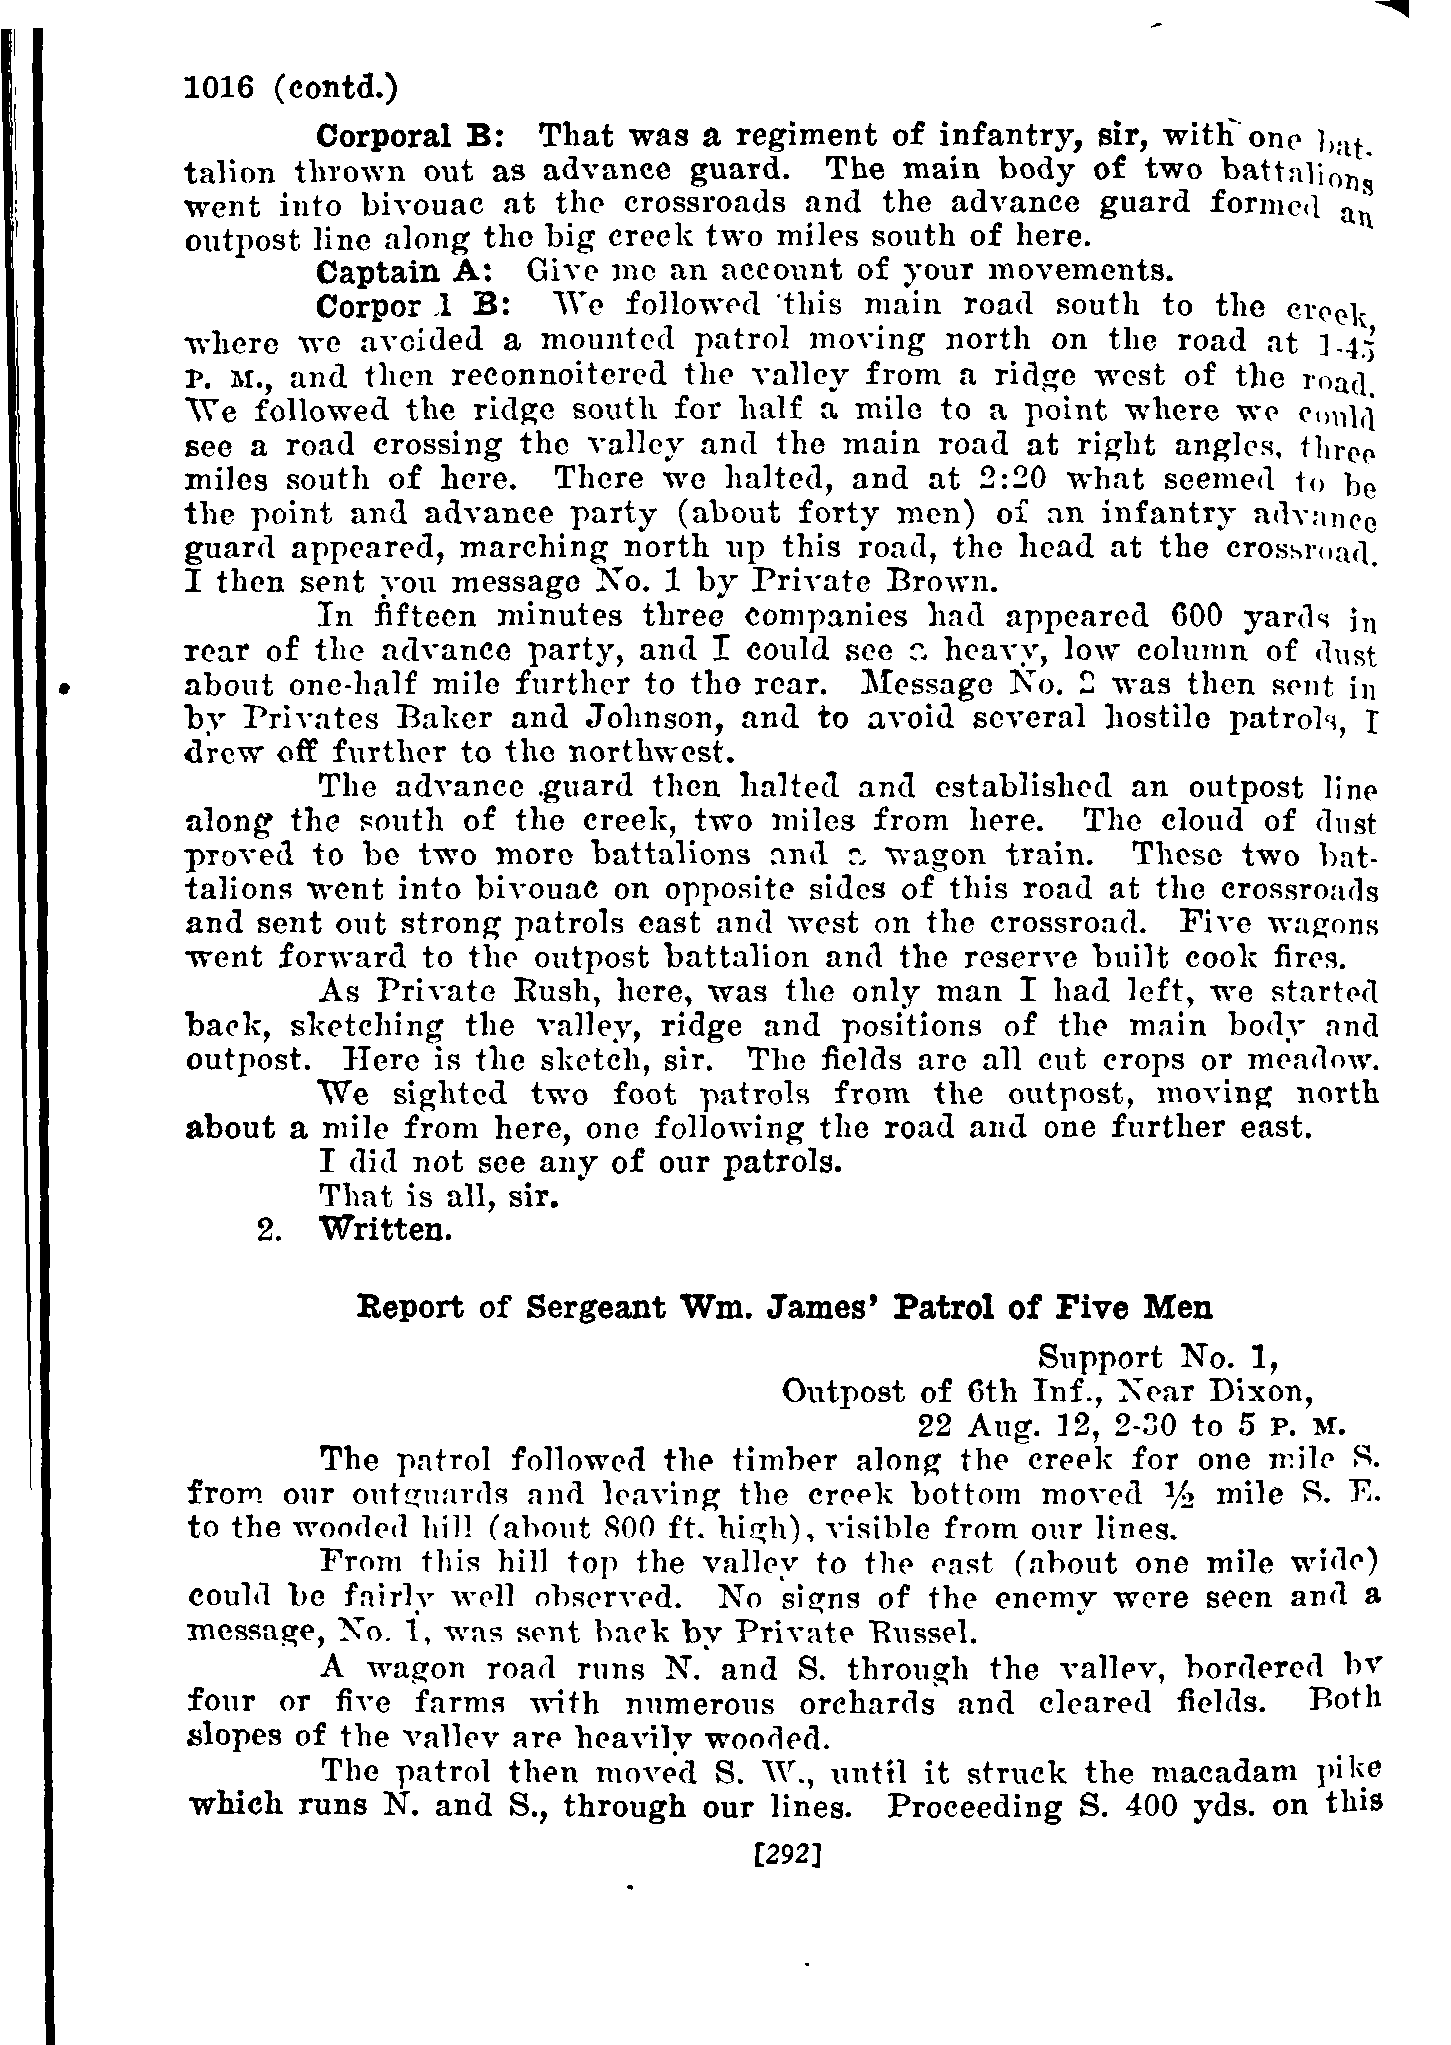 1016 (contd.)
Corporal B: That was a regiment of infantry, sir, with one bat-
talion thrown out as advance guard. The main body of two battalions
went into bivouac at the crossroads and the advance guard formed an
outpost line along the big creek two miles south of here.
Captain A: Give me an account of your movements.
Corpor l B: We followed this main road south to the creek,
where we avoided a mounted patrol moving north on the road at 1-45
P. M., and then reconnoitered the valley from a ridge west of the road.
We followed the ridge south for half a mile to a point where we could
see a road crossing the valley and the main road at right angles, three
miles south of here. There we halted, and at 2:20 what seemed to be
the point and advance party (about forty men) of an infantry advance
guard appeared, marching north up this road, the head at the crossroad.
I then sent you message No. 1 by Private Brown.
In fifteen minutes three companies had appeared 600 yards in
rear of the advance party, and I could see a heavy, low column of dust
about one-half mile further to the rear. Message No. 2 was then sent in
by Privates Baker and Johnson, and to avoid several hostile patrols, I
drew off further to the northwest.
The advance guard then halted and established an outpost line
along the south of the creek, two miles from here. The cloud of dust
proved to be two more battalions and a wagon train. These two bat-
talions went into bivouac on opposite sides of this road at the crossroads
and sent out strong patrols east and west on the crossroad. Five wagons
went forward to the outpost battalion and the reserve built cook fires.
As Private Rush, here, was the only man I had left, we started
back, sketching the valley, ridge and positions of the main body and
outpost. Here is the sketch, sir. The fields are all cut crops or meadow.
We sighted two foot patrols from the outpost, moving north
about a mile from here, one following the road and one further east.
I did not see any of our patrols.
That is all, sir.
2. Written.
Report of Sergeant Wm. James' Patrol of Five Men
Support No. 1,
Outpost of 6th Inf., Near Dixon,
22 Aug. 12, 2-30 to 5 P. M.
The patrol followed the timber along the creek for one mile S.
from our outguards and leaving the creek bottom moved ½ mile S. E.
to the wooded hill (about 800 ft. high), visible from our lines.
From this hill top the valley to the east (about one mile wide)
could be fairly well observed. No signs of the enemy were seen and a
message, No. 1, was sent back by Private Russel.
A wagon road runs N. and S. through the valley, bordered by
four or five farms with numerous orchards and cleared fields. Both
slopes of the valley are heavily wooded.
The patrol then moved S. W., until it struck the macadam pike
which runs N. and S., through our lines. Proceeding S. 400 yds. on this
[292]